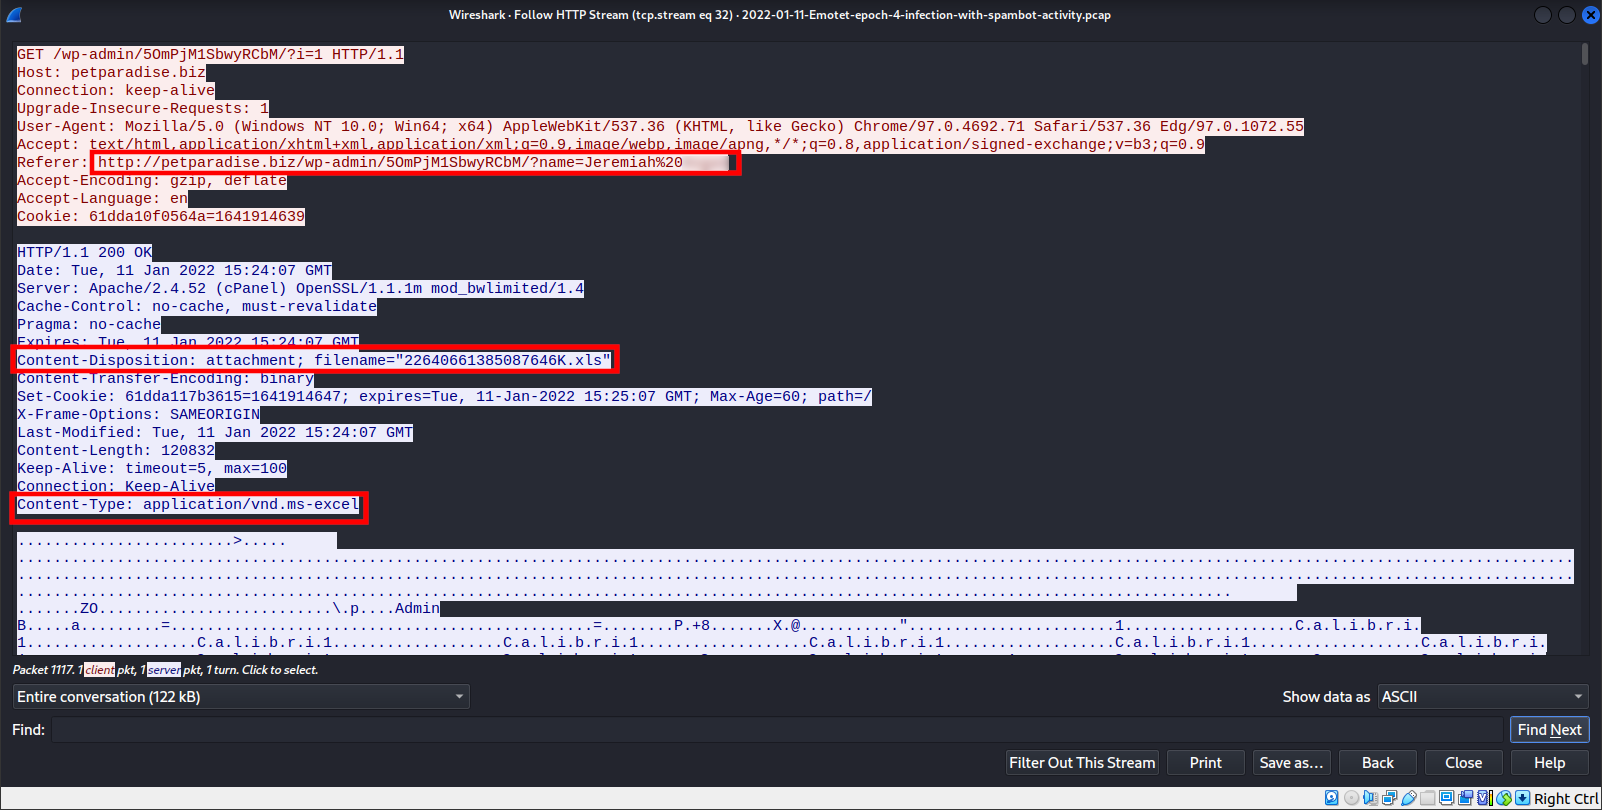 Wireshark · Follow HTTP Stream (tcp.stream eq 32) · 2022-01-11-Emotet-epoch-4-infection-with-spambot-activity.pcap
GET /wp-admin/5OmPjM1SbwyRCbM/?i=1 HTTP/1.1
Host: petparadise.biz
Connection: keep-alive
Upgrade-Insecure-Requests: 1
User-Agent: Mozilla/5.0 (Windows NT 10.0; Win64; x64) AppleWebKit/537.36 (KHTML, like Gecko) Chrome/97.0.4692.71 Safari/537.36 Edg/97.0.1072.55
Accept: text/html,application/xhtml+xml,application/xml;q=0.9,image/webp,image/apng,*/*;q=0.8,application/signed-exchange;v=b3;q=0.9
Referer: http://petparadise.biz/wp-admin/5OmPjM1SbwyRCbM/?name=Jeremiah%20
Accept-Encoding: gzip, deflate
Accept-Language: en
Cookie: 61dda10f0564a=1641914639
HTTP/1.1 200 OK
Date: Tue, 11 Jan 2022 15:24:07 GMT
Server: Apache/2.4.52 (cPanel) OpenSSL/1.1.1m mod_bwlimited/1.4
Cache-Control: no-cache, must-revalidate
Pragma: no-cache
Expires: Tue, 11 Jan 2022 15:24:07 GMT
Content-Disposition: attachment; filename="22640661385087646K.xls"
Content-Transfer-Encoding: binary
Set-Cookie: 61dda117b3615=1641914647; expires=Tue, 11-Jan-2022 15:25:07 GMT; Max-Age=60; path=/
X-Frame-Options: SAMEORIGIN
Last-Modified: Tue, 11 Jan 2022 15:24:07 GMT
Content-Length: 120832
Keep-Alive: timeout=5, max=100
Connection: Keep-Alive
Content-Type: application/vnd.ms-excel
........................>.....
.......ZO..........................\.p....Admin
B.....a.........=...............................................=........P.+8.......X.@...........".......................1...................C.a.l.i.b.r.i.
1...................C.a.l.i.b.r.i.1...................C.a.l.i.b.r.i.1...................C.a.l.i.b.r.i.1...................C.a.l.i.b.r.i.1...................C.a.l.i.b.r.i.
Packet 1117. 1 client pkt, 1 server pkt, 1 turn. Click to select.
Entire conversation (122 kB)
Show data as ASCII
Find:
Find Next
Filter Out This Stream
Print
Save as…
Back
Close
Help
Right Ctrl